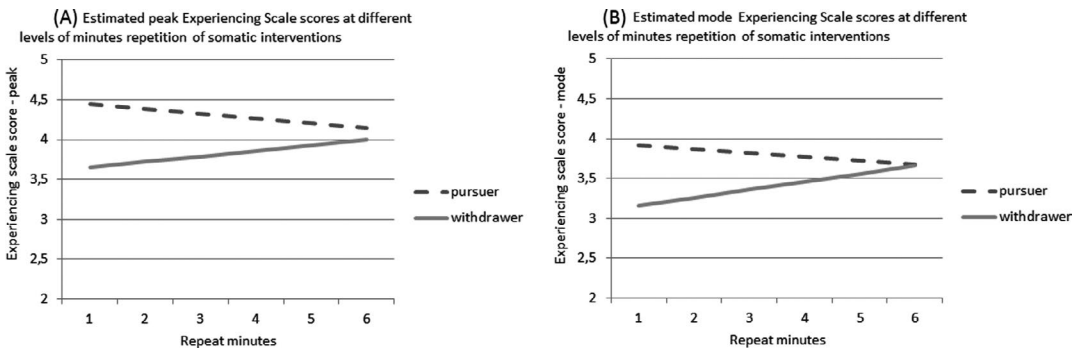 (A) Estimated peak Experiencing Scale scores at different
levels of minutes repetition of somatic interventions
5
4,5
4
3,5
3
2,5
2
Experiencing scale score - peak
1 2 3 4 5 6
Repeat minutes
pursuer
withdrawer
(B) Estimated mode Experiencing Scale scores at different
levels of minutes repetition of somatic interventions
5
4,5
4
3,5
3
2,5
2
Experiencing scale score - mode
1 2 3 4 5 6
Repeat minutes
pursuer
withdrawer